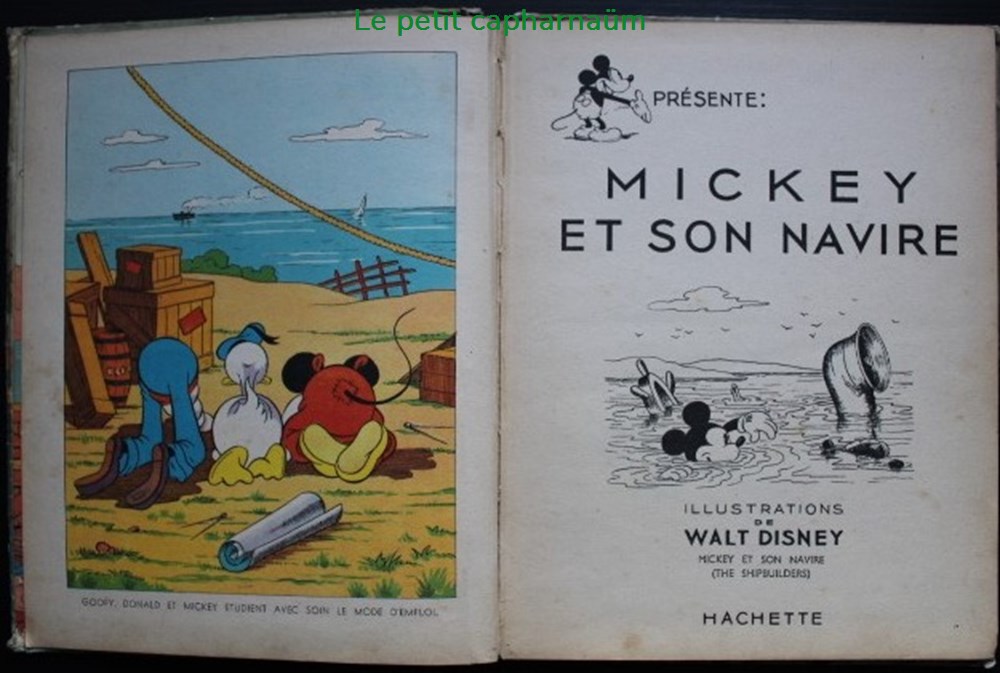 Le petit capharnaüm
GOOFY, DONALD ET MICKEY ETUDIENT AVEC SOIN LE MODE D'EMPLOI.
PRÉSENTE:
MICKEY
ET SON NAVIRE
ILLUSTRATIONS
DE
WALT DISNEY
MICKEY ET SON NAVIRE
(THE SHIPBUILDERS)
HACHETTE